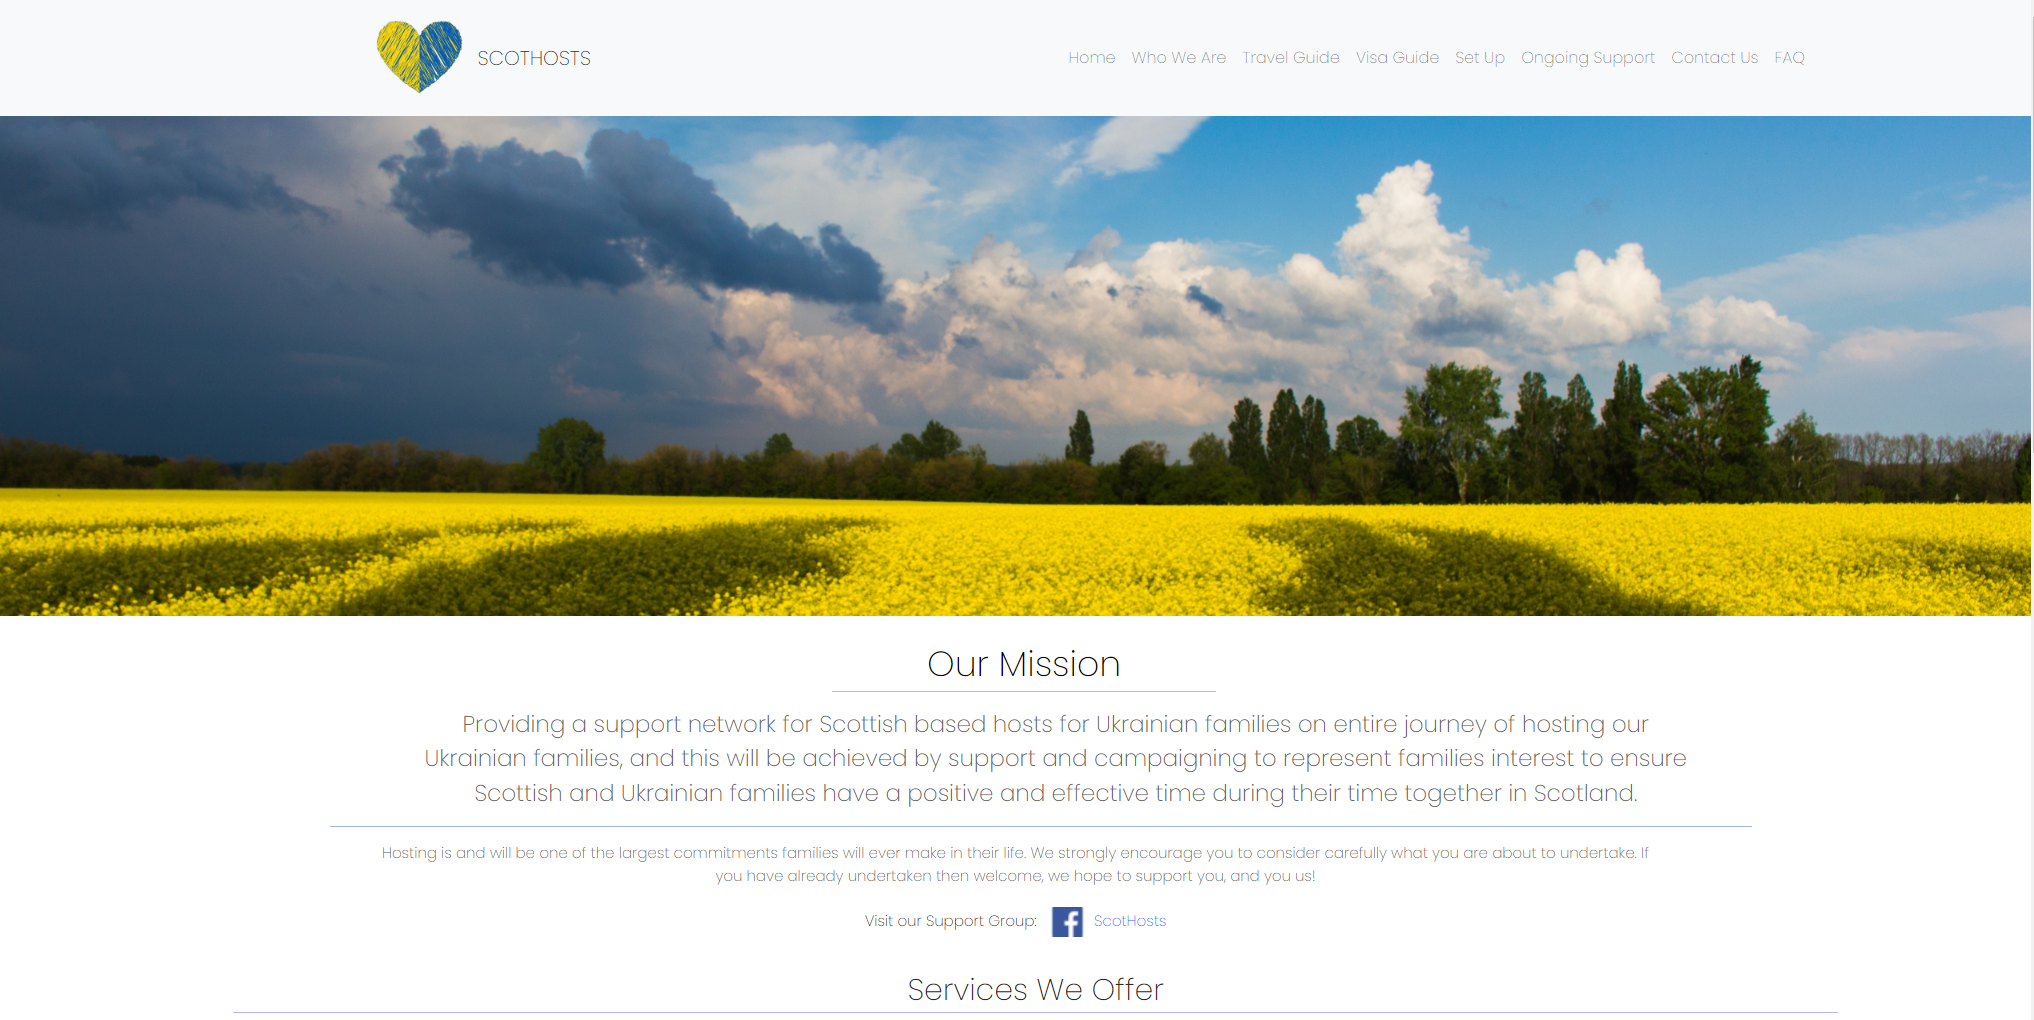 SCOTHOSTS
Home Who We Are Travel Guide Visa Guide Set Up Ongoing Support Contact Us FAQ
Our Mission
Providing a support network for Scottish based hosts for Ukrainian families on entire journey of hosting our
Ukrainian families, and this will be achieved by support and campaigning to represent families interest to ensure
Scottish and Ukrainian families have a positive and effective time during their time together in Scotland.
Hosting is and will be one of the largest commitments families will ever make in their life. We strongly encourage you to consider carefully what you are about to undertake. If
you have already undertaken then welcome, we hope to support you, and you us!
Visit our Support Group: ScotHosts
Services We Offer